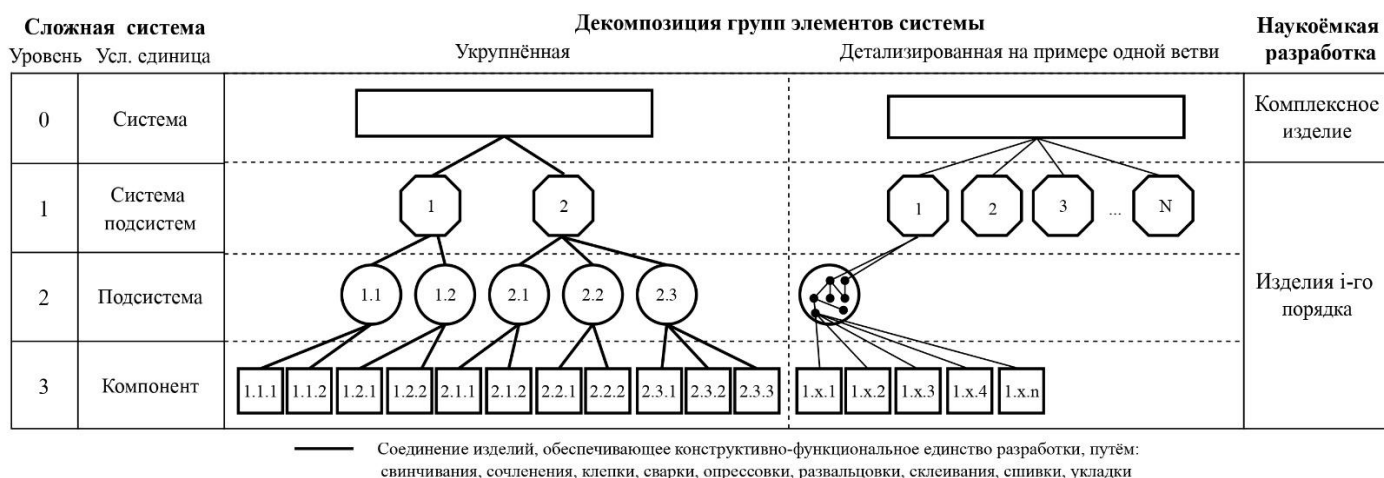 Сложная система
Декомпозиция групп элементов системы
Наукоёмкая
разработка
Уровень Усл. единица
Укрупнённая
Детализированная на примере одной ветви
0
Система
Комплексное
изделие
1
Система
подсистем
1
2
1
2
3
...
N
2
Подсистема
1.1
1.2
2.1
2.2
2.3
Изделия i-го
порядка
3
Компонент
1.1.1
1.1.2
1.2.1
1.2.2
2.1.1
2.1.2
2.2.1
2.2.2
2.3.1
2.3.2
2.3.3
1.x.1
1.x.2
1.x.3
1.x.4
1.x.n
Соединение изделий, обеспечивающее конструктивно-функциональное единство разработки, путём:
свинчивания, сочленения, клепки, сварки, опрессовки, развальцовки, склеивания, сшивки, укладки